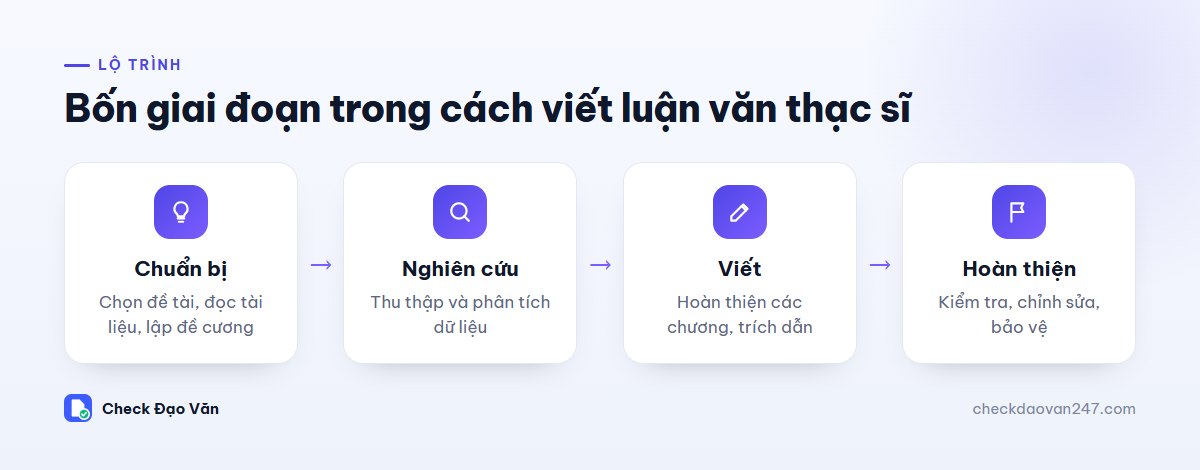 LỘ TRÌNH
Bốn giai đoạn trong cách viết luận văn thạc sĩ
Chuẩn bị
Chọn đề tài, đọc tài
liệu, lập đề cương
Nghiên cứu
Thu thập và phân tích
dữ liệu
Viết
Hoàn thiện các
chương, trích dẫn
Hoàn thiện
Kiểm tra, chỉnh sửa,
bảo vệ
Check Đạo Văn
checkdaovan247.com